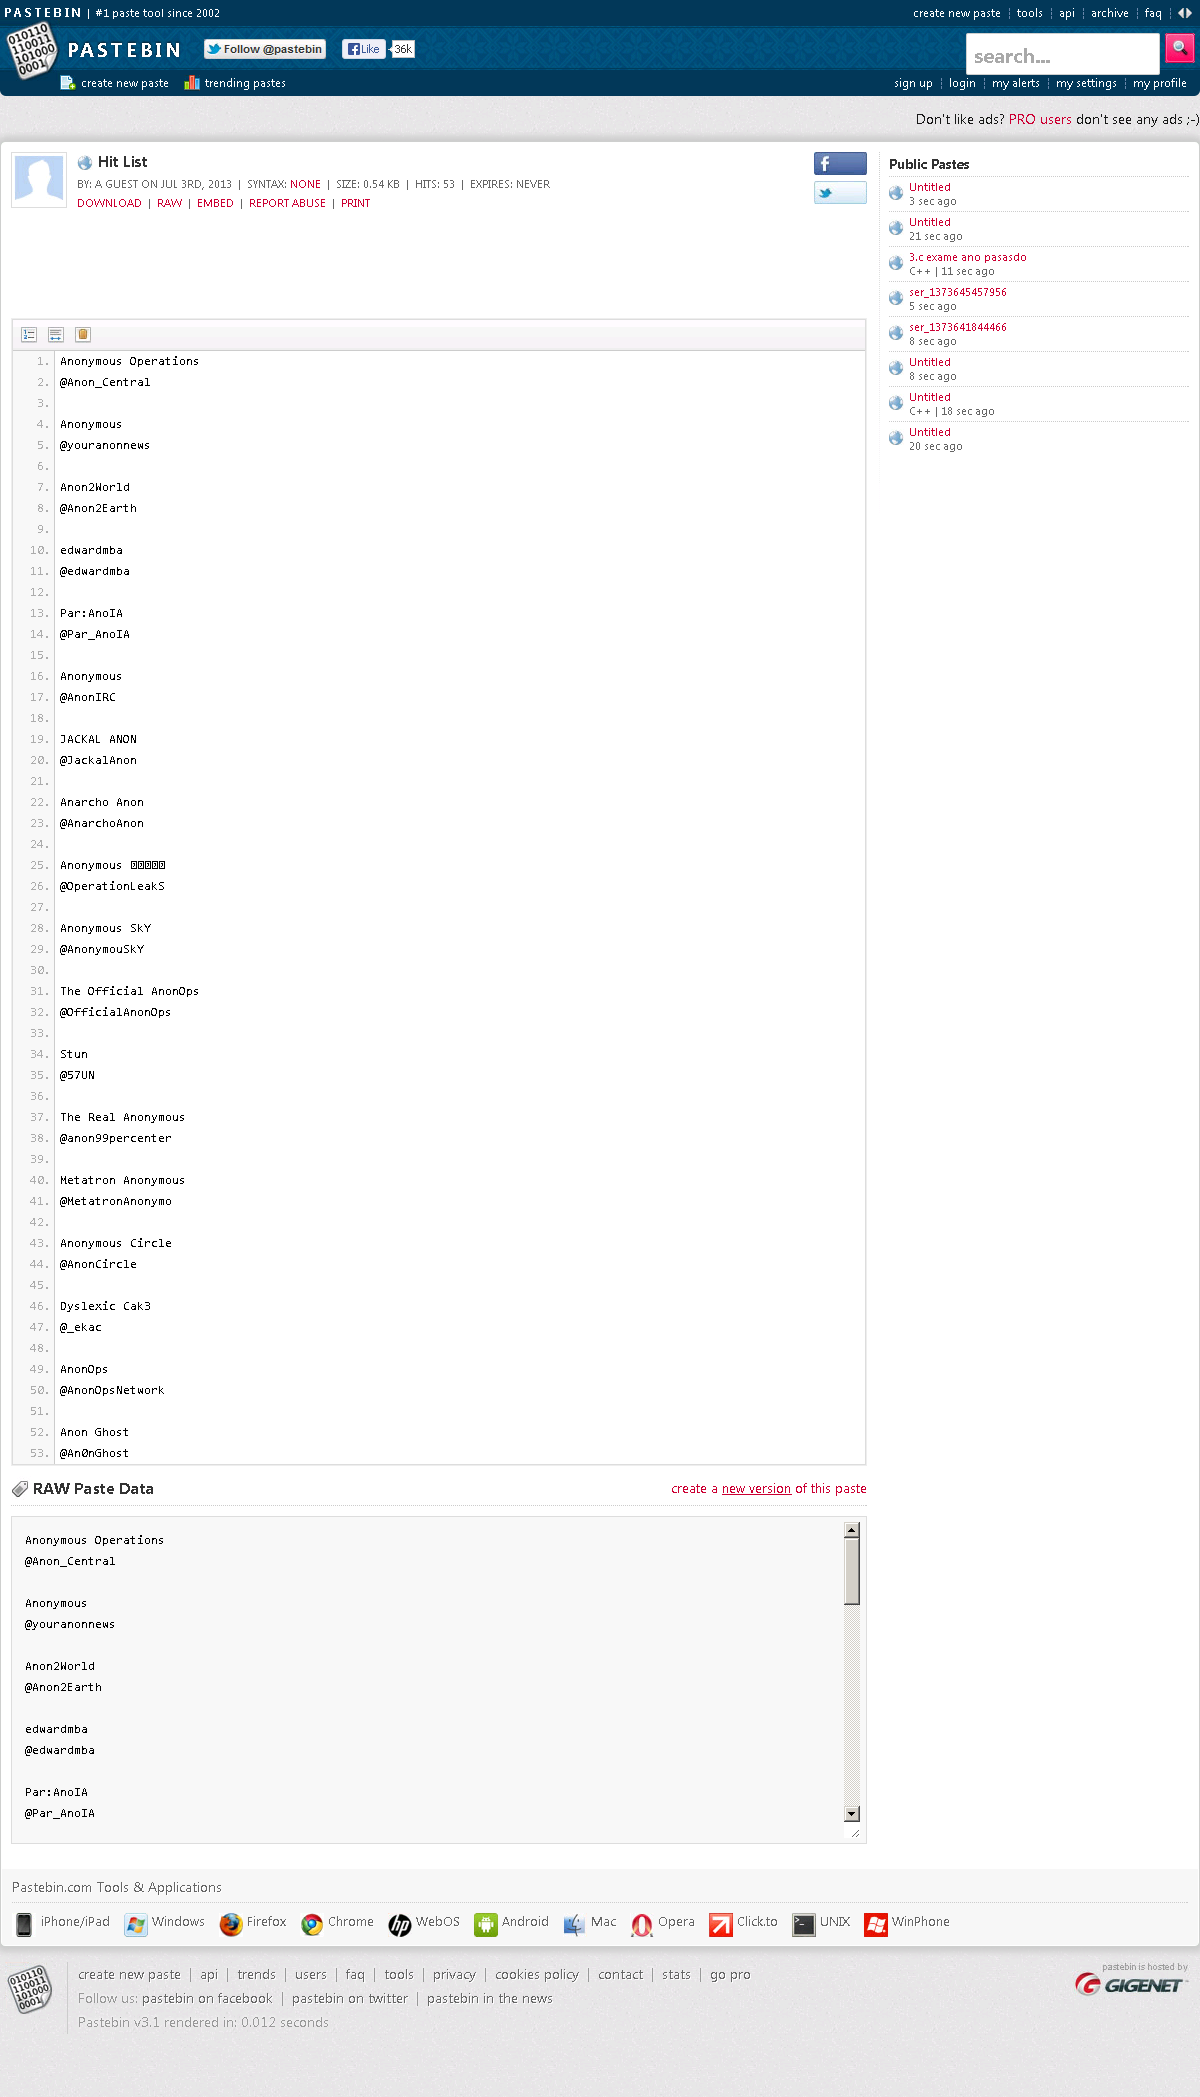 PASTEBIN | #1 paste tool since 2002
create new paste | tools | api | archive | faq
PASTEBIN
Follow @pastebin
Like 36k
search...
create new paste trending pastes
sign up | login | my alerts | my settings | my profile
Don't like ads? PRO users don't see any ads ;-)
Hit List
BY: A GUEST ON JUL 3RD, 2013 | SYNTAX: NONE | SIZE: 0.54 KB | HITS: 53 | EXPIRES: NEVER
DOWNLOAD | RAW | EMBED | REPORT ABUSE | PRINT
1. Anonymous Operations
2. @Anon_Central
3.
4. Anonymous
5. @youranonnews
6.
7. Anon2World
8. @Anon2Earth
9.
10. edwardmba
11. @edwardmba
12.
13. Par:AnoIA
14. @Par_AnoIA
15.
16. Anonymous
17. @AnonIRC
18.
19. JACKAL ANON
20. @JackalAnon
21.
22. Anarcho Anon
23. @AnarchoAnon
24.
25. Anonymous
26. @OperationLeakS
27.
28. Anonymous SkY
29. @AnonymouSkY
30.
31. The Official AnonOps
32. @OfficialAnonOps
33.
34. Stun
35. @57UN
36.
37. The Real Anonymous
38. @anon99percenter
39.
40. Metatron Anonymous
41. @MetatronAnonymo
42.
43. Anonymous Circle
44. @AnonCircle
45.
46. Dyslexic Cak3
47. @_ekac
48.
49. AnonOps
50. @AnonOpsNetwork
51.
52. Anon Ghost
53. @An0nGhost
RAW Paste Data
create a new version of this paste
Anonymous Operations
@Anon_Central
Anonymous
@youranonnews
Anon2World
@Anon2Earth
edwardmba
@edwardmba
Par:AnoIA
@Par_AnoIA
Public Pastes
Untitled
3 sec ago
Untitled
21 sec ago
3.c exame ano pasasdo
C++ | 11 sec ago
ser_1373645457956
5 sec ago
ser_1373641844466
8 sec ago
Untitled
8 sec ago
Untitled
C++ | 18 sec ago
Untitled
20 sec ago
Pastebin.com Tools & Applications
iPhone/iPad Windows Firefox Chrome WebOS Android Mac Opera Click.to UNIX WinPhone
create new paste | api | trends | users | faq | tools | privacy | cookies policy | contact | stats | go pro
Follow us: pastebin on facebook | pastebin on twitter | pastebin in the news
Pastebin v3.1 rendered in: 0.012 seconds
pastebin is hosted by
GIGENET